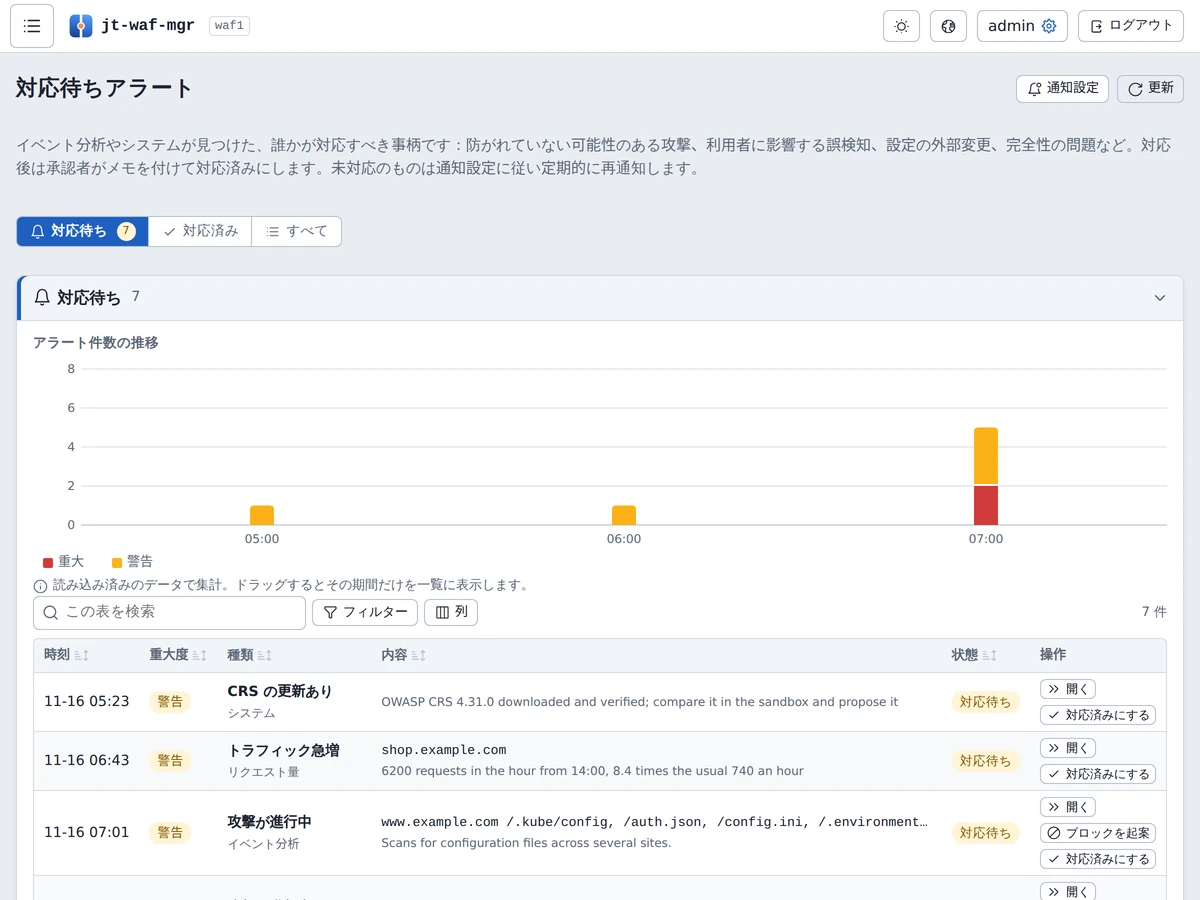 jt-waf-mgr
waf1
admin
ログアウト
対応待ちアラート
通知設定
更新
イベント分析やシステムが見つけた、誰かが対応すべき事柄です：防がれていない可能性のある攻撃、利用者に影響する誤検知、設定の外部変更、完全性の問題など。対応
後は承認者がメモを付けて対応済みにします。未対応のものは通知設定に従い定期的に再通知します。
対応待ち 7
対応済み
すべて
対応待ち 7
アラート件数の推移
8
6
4
2
0
05:00
06:00
07:00
重大
警告
読み込み済みのデータで集計。ドラッグするとその期間だけを一覧に表示します。
この表を検索
フィルター
列
7 件
時刻 重大度 種類 内容 状態 操作
11-16 05:23 警告 CRS の更新あり
システム
OWASP CRS 4.31.0 downloaded and verified; compare it in the sandbox and propose it
対応待ち
開く
対応済みにする
11-16 06:43 警告 トラフィック急増
リクエスト量
shop.example.com
6200 requests in the hour from 14:00, 8.4 times the usual 740 an hour
対応待ち
開く
対応済みにする
11-16 07:01 警告 攻撃が進行中
イベント分析
www.example.com /.kube/config, /auth.json, /config.ini, /.environment…
Scans for configuration files across several sites.
対応待ち
開く
ブロックを起案
対応済みにする
開く